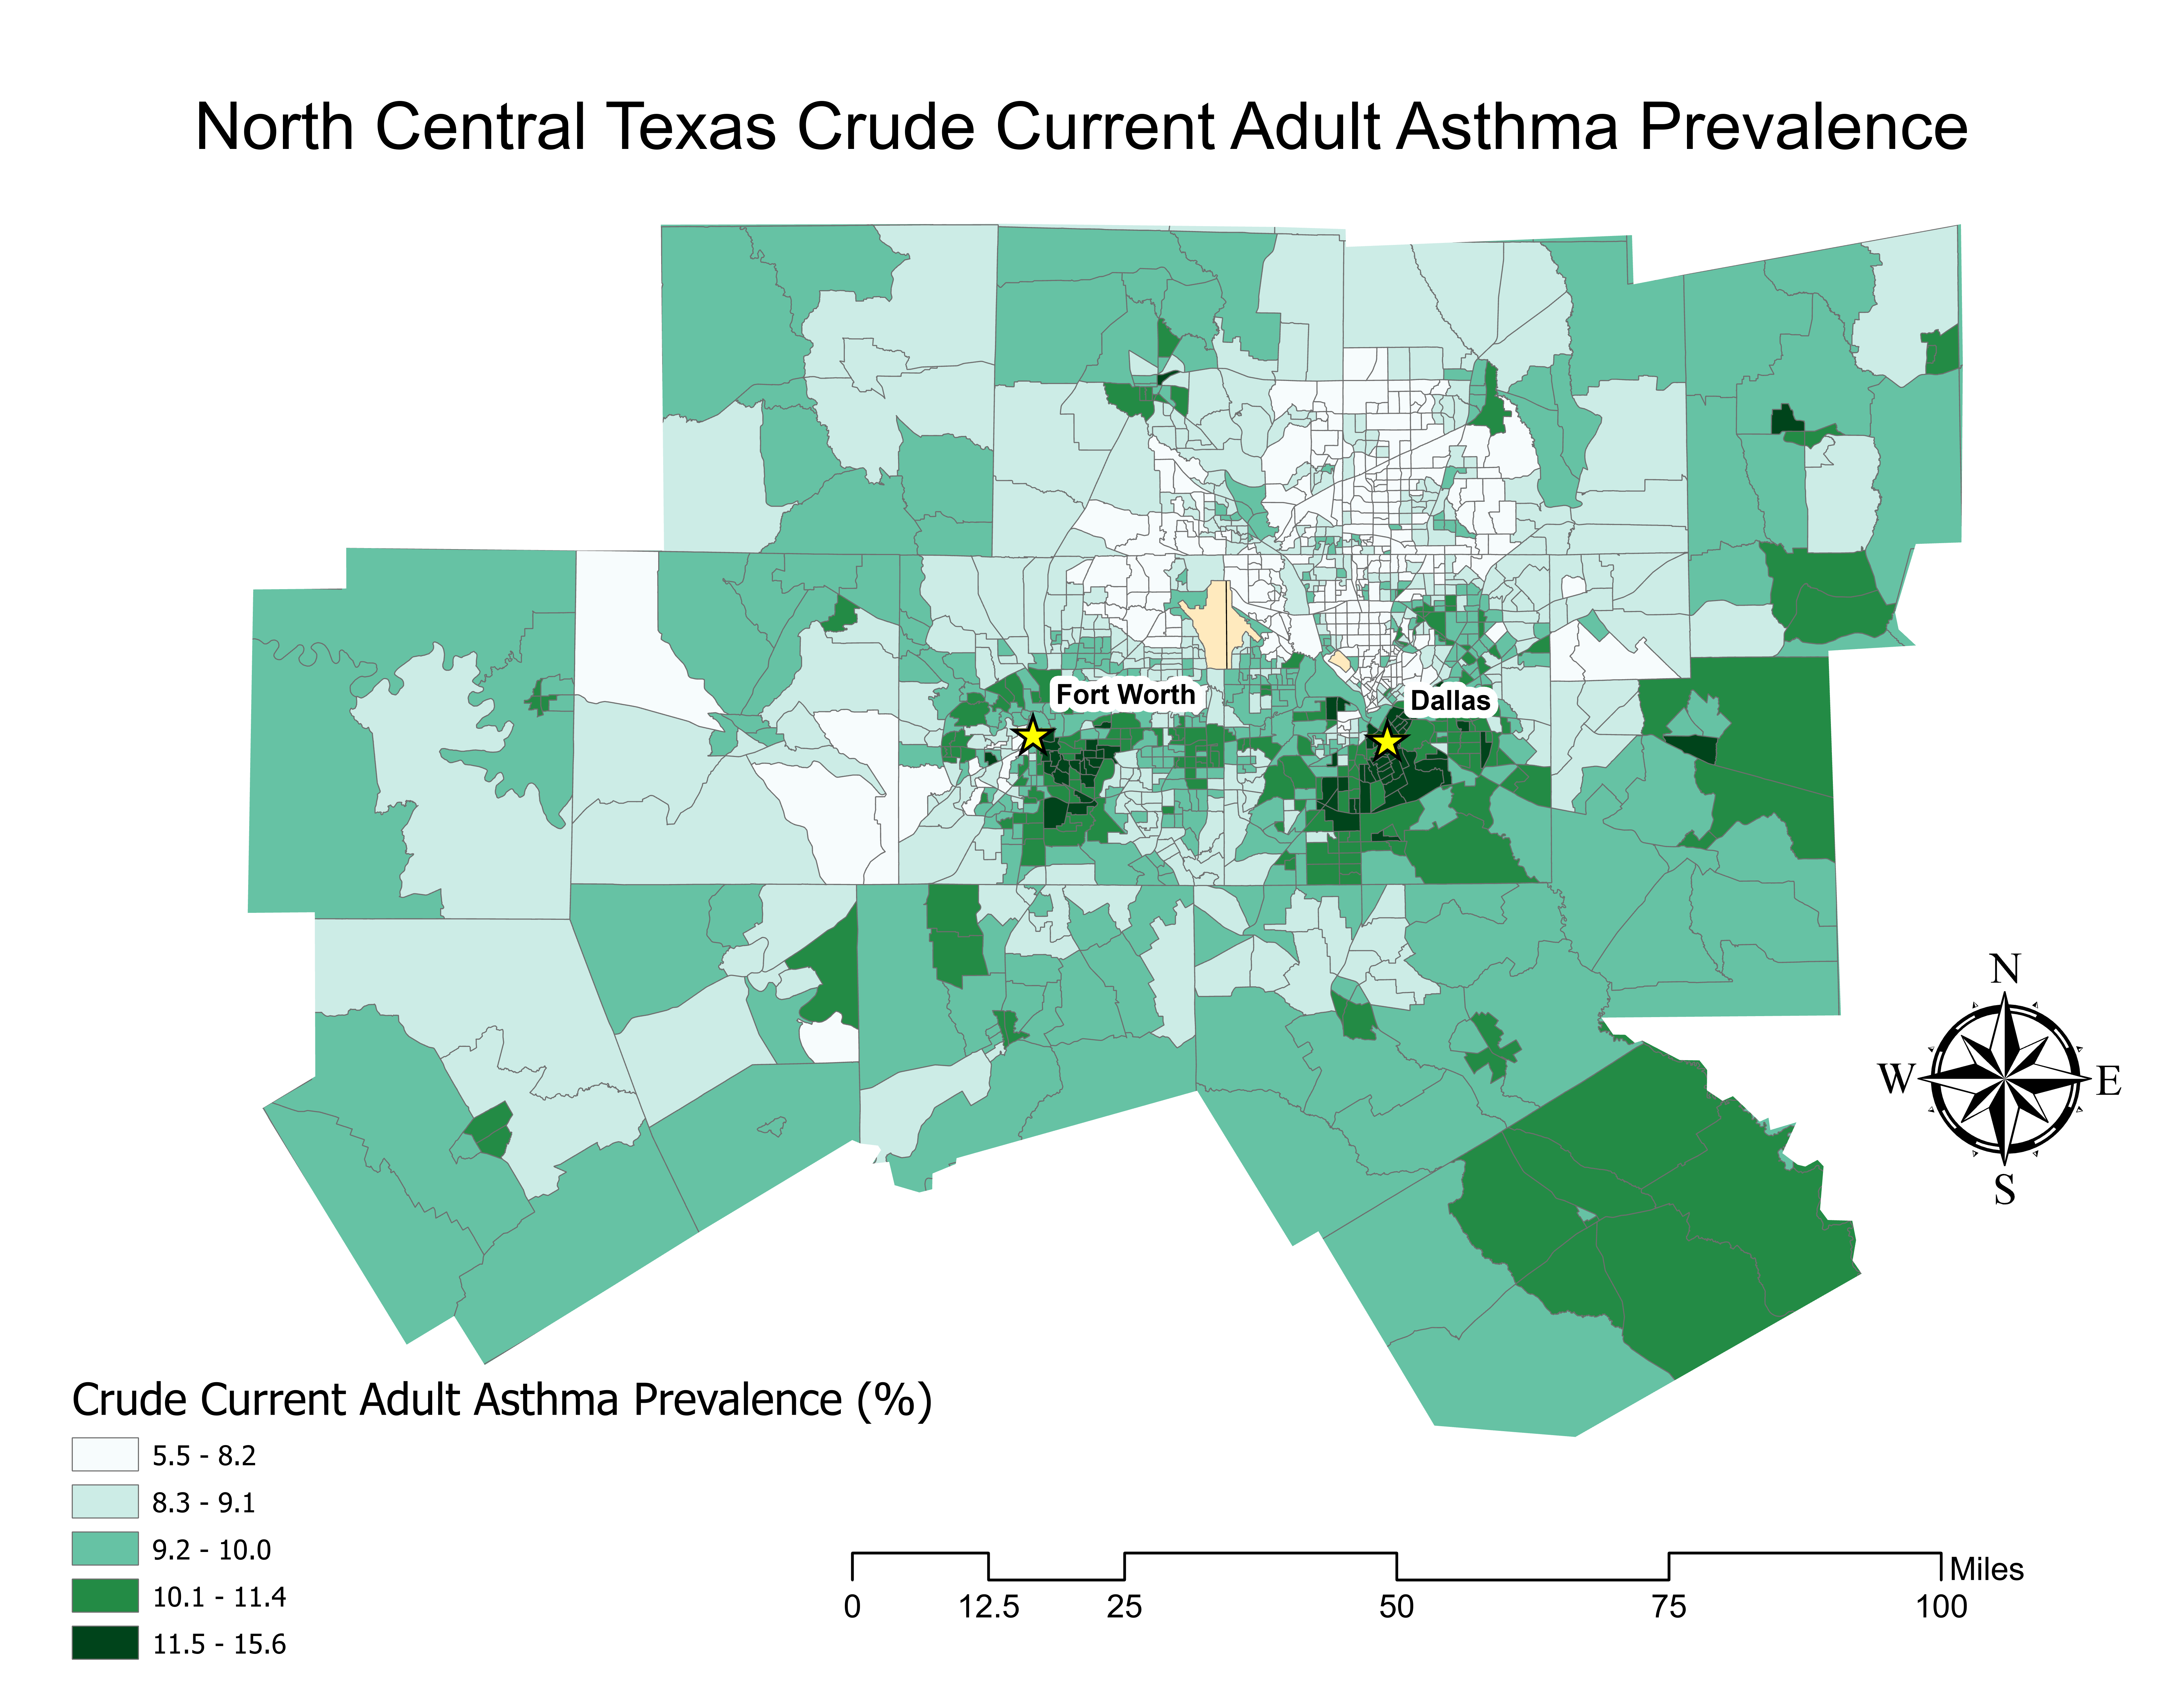 North Central Texas Crude Current Adult Asthma Prevalence
Fort Worth
Dallas
N
W
E
S
Crude Current Adult Asthma Prevalence (%)
5.5 - 8.2
8.3 - 9.1
9.2 - 10.0
10.1 - 11.4
11.5 - 15.6
Miles
0 12.5 25 50 75 100